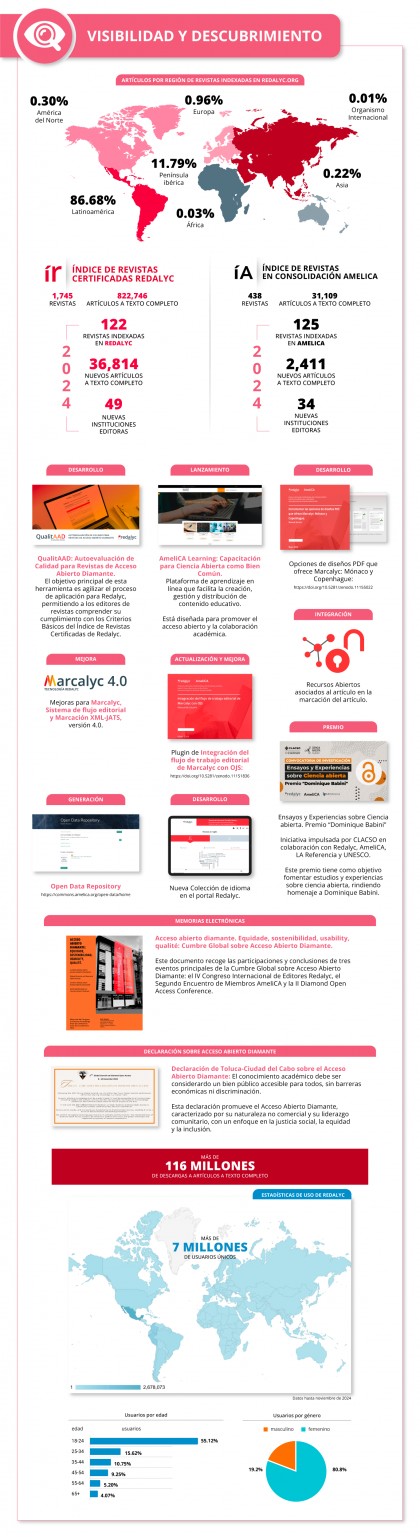 VISIBILIDAD Y DESCUBRIMIENTO
ARTÍCULOS POR REGIÓN DE REVISTAS INDEXADAS EN REDALYC.ORG
0.30%
América
del Norte
0.96%
Europa
0.01%
Organismo
Internacional
11.79%
Península
ibérica
0.22%
Asia
86.68%
Latinoamérica
0.03%
África
ír
ÍNDICE DE REVISTAS
CERTIFICADAS REDALYC
1,745
REVISTAS
822,746
ARTÍCULOS A TEXTO COMPLETO
2024
122
REVISTAS INDEXADAS
EN REDALYC
36,814
NUEVOS ARTÍCULOS
A TEXTO COMPLETO
49
NUEVAS
INSTITUCIONES
EDITORAS
íA
ÍNDICE DE REVISTAS
EN CONSOLIDACIÓN AMELICA
438
REVISTAS
31,109
ARTÍCULOS A TEXTO COMPLETO
2024
125
REVISTAS INDEXADAS
EN AMELICA
2,411
NUEVOS ARTÍCULOS
A TEXTO COMPLETO
34
NUEVAS
INSTITUCIONES
EDITORAS
DESARROLLO
QualitAAD
redalyc
QualitAAD: Autoevaluación de
Calidad para Revistas de Acceso
Abierto Diamante.
El objetivo principal de esta
herramienta es agilizar el proceso
de aplicación para Redalyc,
permitiendo a los editores de
revistas comprender su
cumplimiento con los Criterios
Básicos del Índice de Revistas
Certificadas de Redalyc.
LANZAMIENTO
AmeliCA Learning: Capacitación
para Ciencia Abierta como Bien
Común.
Plataforma de aprendizaje en
línea que facilita la creación,
gestión y distribución de
contenido educativo.
Está diseñada para promover el
acceso abierto y la colaboración
académica.
DESARROLLO
Opciones de diseños PDF que
ofrece Marcalyc: Mónaco y
Copenhague:
INTEGRACIÓN
Recursos Abiertos
asociados al artículo en la
marcación del artículo.
MEJORA
Marcalyc 4.0
TECNOLOGÍA REDALYC
Mejoras para Marcalyc,
Sistema de flujo editorial
y Marcación XML-JATS,
versión 4.0.
ACTUALIZACIÓN Y MEJORA
Plugin de Integración del
flujo de trabajo editorial
de Marcalyc con OJS:
PREMIO
CLACSO
CONVOCATORIA DE INVESTIGACIÓN
Ensayos y Experiencias
sobre Ciencia abierta
Premio "Dominique Babini"
redalyc AmeliCA
Ensayos y Experiencias sobre Ciencia
abierta. Premio “Dominique Babini”
Iniciativa impulsada por CLACSO en
colaboración con Redalyc, AmeliCA,
LA Referencia y UNESCO.
Este premio tiene como objetivo
fomentar estudios y experiencias
sobre ciencia abierta, rindiendo
homenaje a Dominique Babini.
GENERACIÓN
Open Data Repository
Open Data Repository
DESARROLLO
Nueva Colección de idioma
en el portal Redalyc.
MEMORIAS ELECTRÓNICAS
ACCESO
ABIERTO
DIAMANTE
Acceso abierto diamante. Equidade, sostenibilidad, usability,
qualité: Cumbre Global sobre Acceso Abierto Diamante.
Este documento recoge las participaciones y conclusiones de tres
eventos principales de la Cumbre Global sobre Acceso Abierto
Diamante: el IV Congreso Internacional de Editores Redalyc, el
Segundo Encuentro de Miembros AmeliCA y la II Diamond Open
Access Conference.
DECLARACIÓN SOBRE ACCESO ABIERTO DIAMANTE
Declaración de Toluca-Ciudad del Cabo sobre el Acceso
Abierto Diamante: El conocimiento académico debe ser
considerardo un bien público accesible para todos, sin barreras
económicas ni discriminación.
Esta declaración promueve el Acceso Abierto Diamante,
caracterizado por su naturaleza no comercial y su liderazgo
comunitario, con un enfoque en la justicia social, la equidad
y la inclusión.
MÁS DE
116 MILLONES
DE DESCARGAS A ARTÍCULOS A TEXTO COMPLETO
ESTADÍSTICAS DE USO DE REDALYC
MÁS DE
7 MILLONES
DE USUARIOS ÚNICOS
1
2,678,073
Datos hasta noviembre de 2024
Usuarios por edad
edad usuarios
18-24 55.12%
25-34 15.62%
35-44 10.75%
45-54 9.25%
55-64 5.20%
65+ 4.07%
Usuarios por género
masculino femenino
19.2%
80.8%